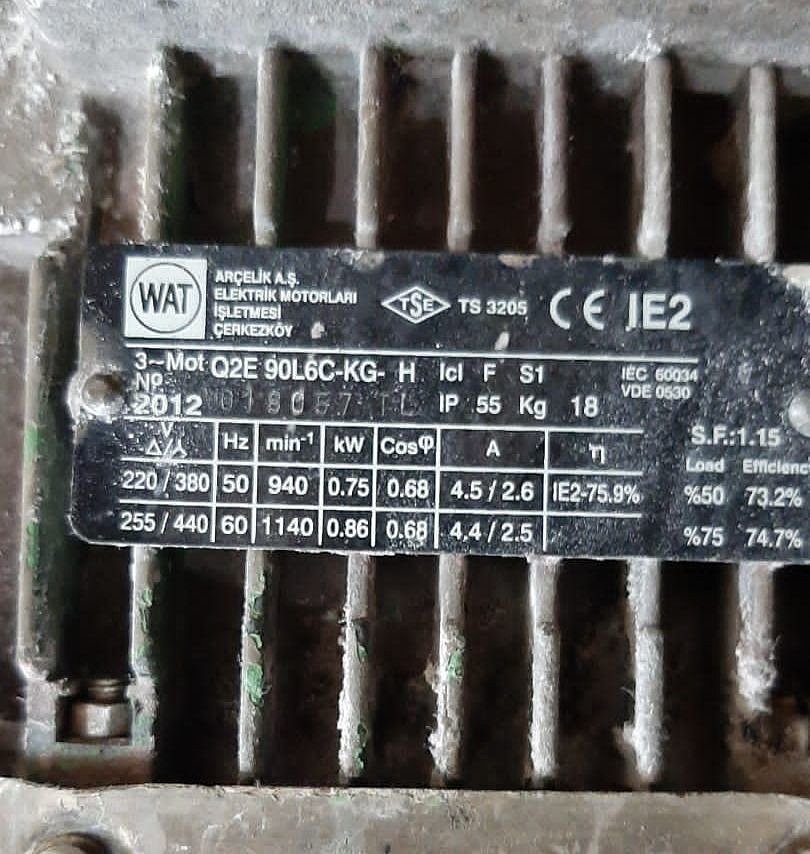 WAT
ARÇELİK A.Ş.
ELEKTRİK MOTORLARI
İŞLETMESİ
ÇERKEZKÖY
TSE TS 3205 CE IE2
3~Mot Q2E 90L6C-KG- H Icl F S1
IEC 60034
VDE 0530
No
2012 IP 55 Kg 18
V Δ/⅄ Hz min⁻¹ kW Cosφ A η
220 / 380 50 940 0.75 0.68 4.5 / 2.6 IE2-75.9%
255 / 440 60 1140 0.86 0.68 4.4 / 2.5
S.F.:1.15
Load
%50 73.2%
%75 74.7%